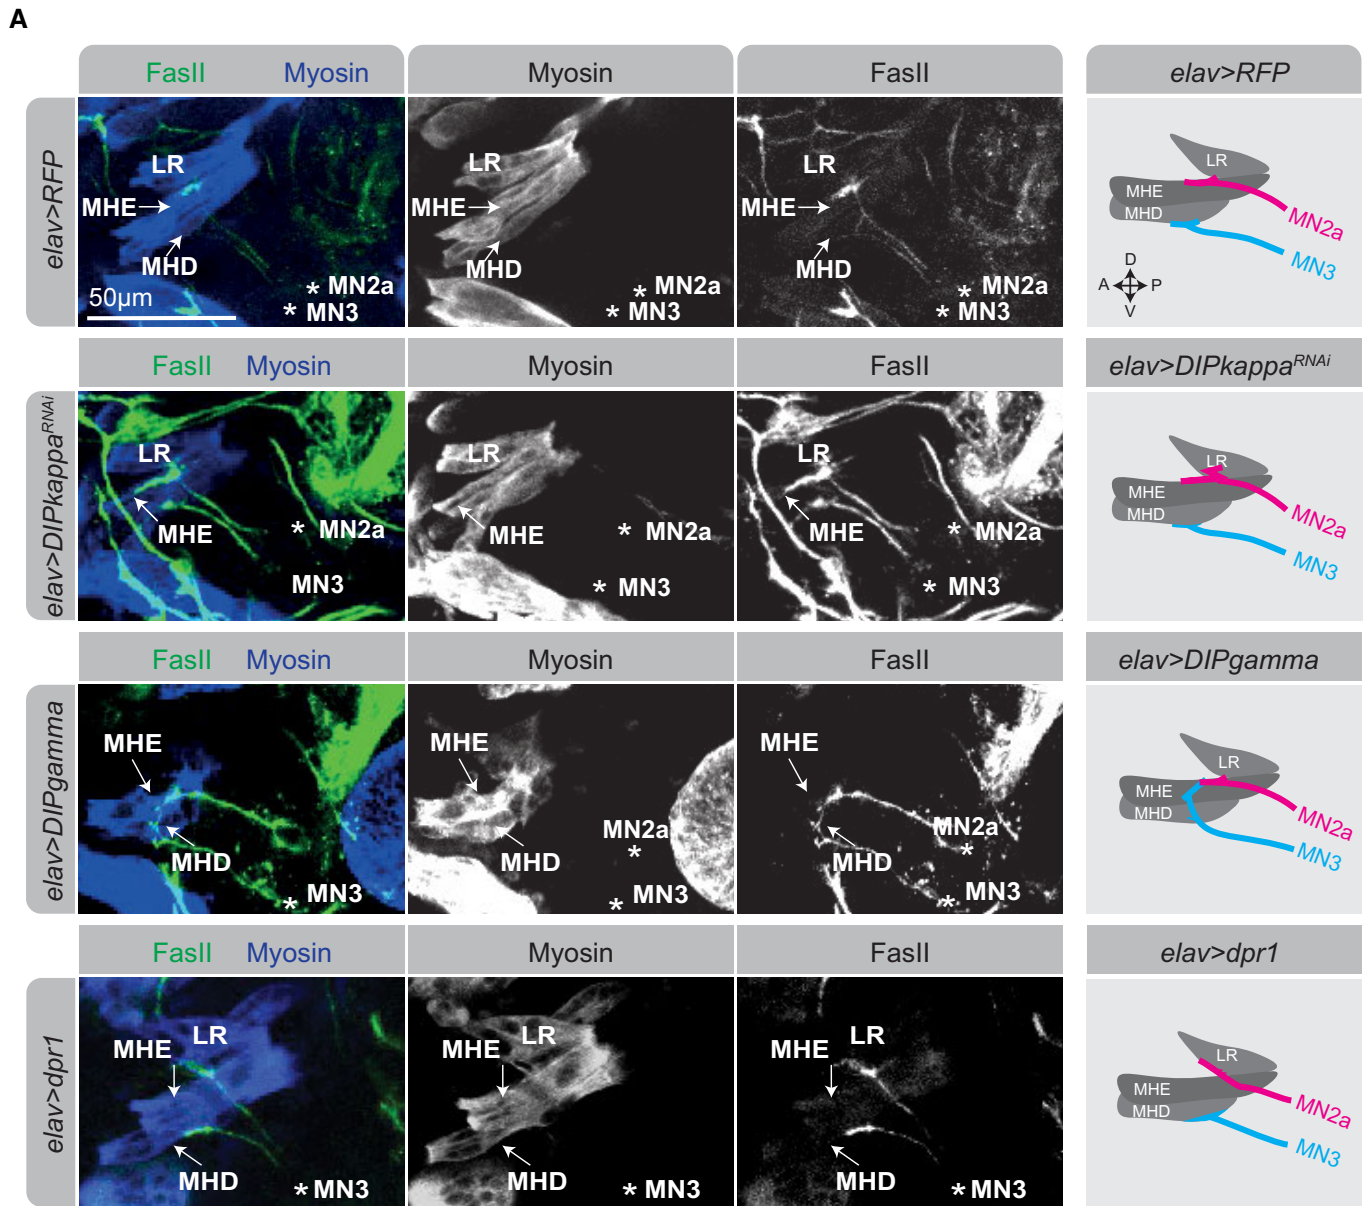 A
FasII Myosin
Myosin
FasII
elav>RFP
elav>RFP
LR
MHE
MHD
MN2a
MN3
50µm
LR
MHE
MHD
MN2a
MN3
LR
MHE
MHD
MN2a
MN3
LR
MHE
MHD
MN2a
MN3
D
A P
V
FasII Myosin
Myosin
FasII
elav>DIPkappaRNAi
elav>DIPkappaRNAi
LR
MHE
* MN2a
MN3
LR
MHE
* MN2a
* MN3
LR
MHE
* MN2a
* MN3
LR
MHE
MHD
MN2a
MN3
FasII Myosin
Myosin
FasII
elav>DIPgamma
elav>DIPgamma
MHE
MHD
* MN3
MHE
MHD
MN2a
*
* MN3
MHE
MHD
MN2a
*
* MN3
LR
MHE
MHD
MN2a
MN3
FasII Myosin
Myosin
FasII
elav>dpr1
elav>dpr1
LR
MHE
MHD
* MN3
LR
MHE
MHD
* MN3
LR
MHE
MHD
* MN3
LR
MHE
MHD
MN2a
MN3